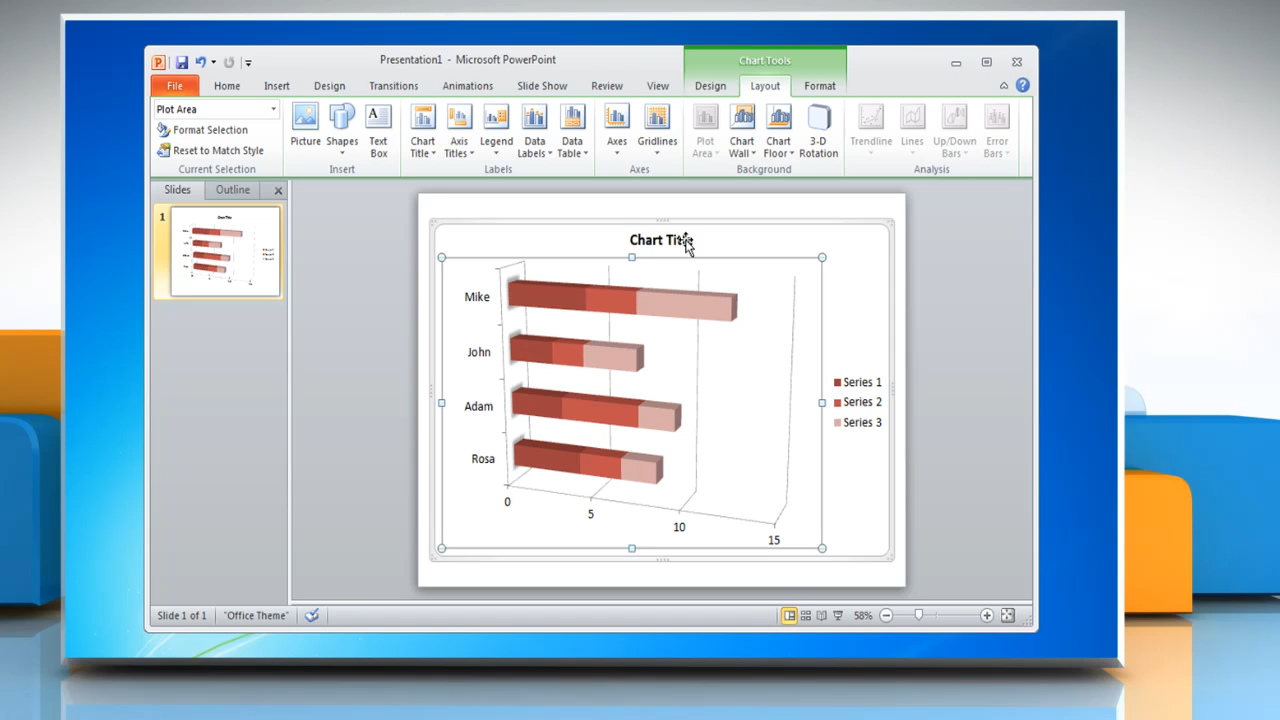 Presentation1 - Microsoft PowerPoint
Chart Tools
File Home Insert Design Transitions Animations Slide Show Review View Design Layout Format
Plot Area
Format Selection
Reset to Match Style
Current Selection
Picture
Shapes
Text Box
Insert
Chart Title
Axis Titles
Legend
Data Labels
Data Table
Labels
Axes
Gridlines
Axes
Plot Area
Chart Wall
Chart Floor
3-D Rotation
Background
Trendline
Lines
Up/Down Bars
Error Bars
Analysis
Slides Outline
1
Chart Title
Mike
John
Adam
Rosa
0
5
10
15
Series 1
Series 2
Series 3
Slide 1 of 1 "Office Theme" 58%